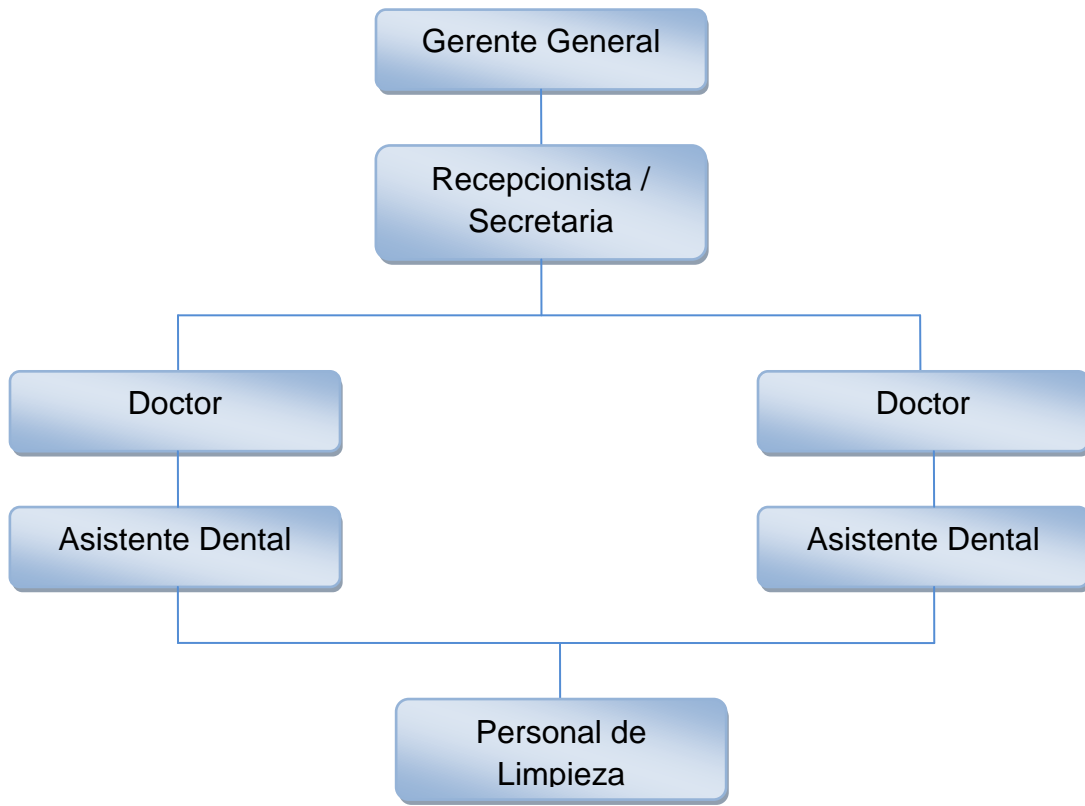 Gerente General
Recepcionista /
Secretaria
Doctor
Doctor
Asistente Dental
Asistente Dental
Personal de
Limpieza